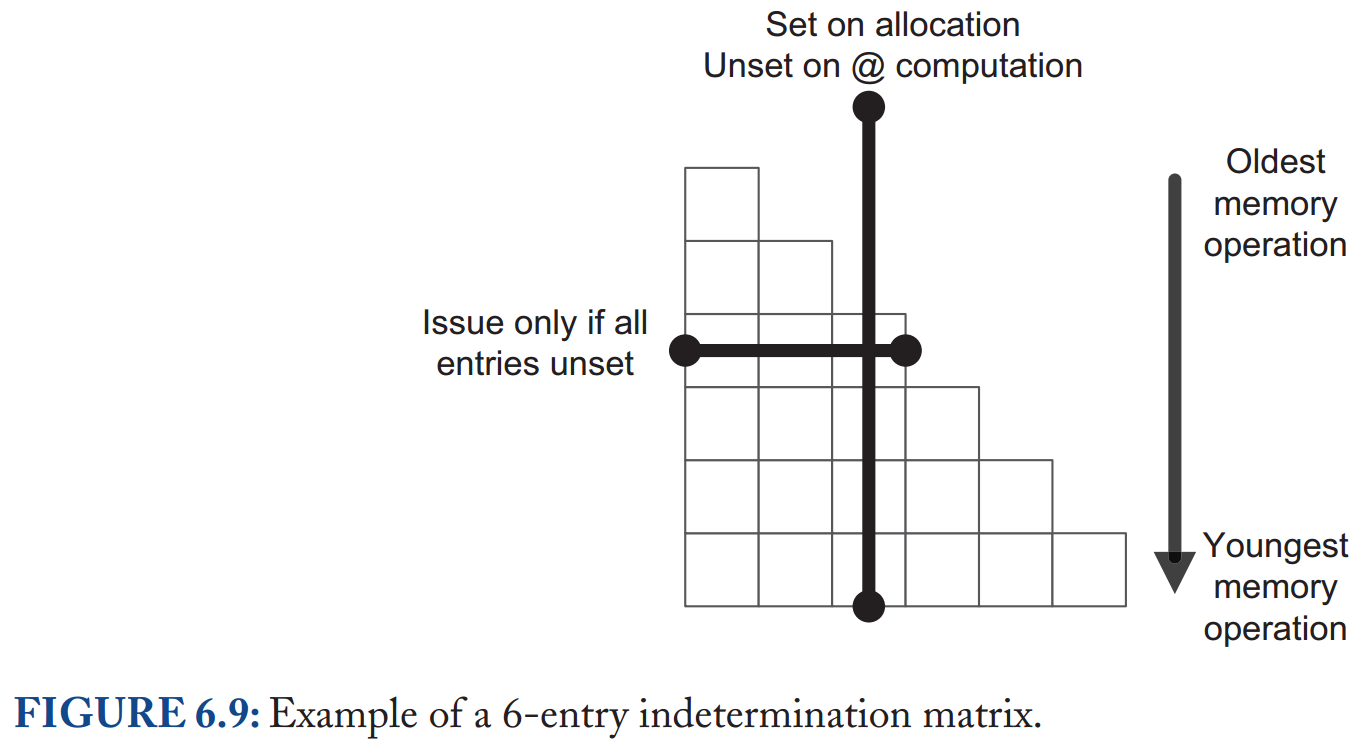 Set on allocation
Unset on @ computation
Oldest
memory
operation
Issue only if all
entries unset
Youngest
memory
operation
FIGURE 6.9: Example of a 6-entry indetermination matrix.